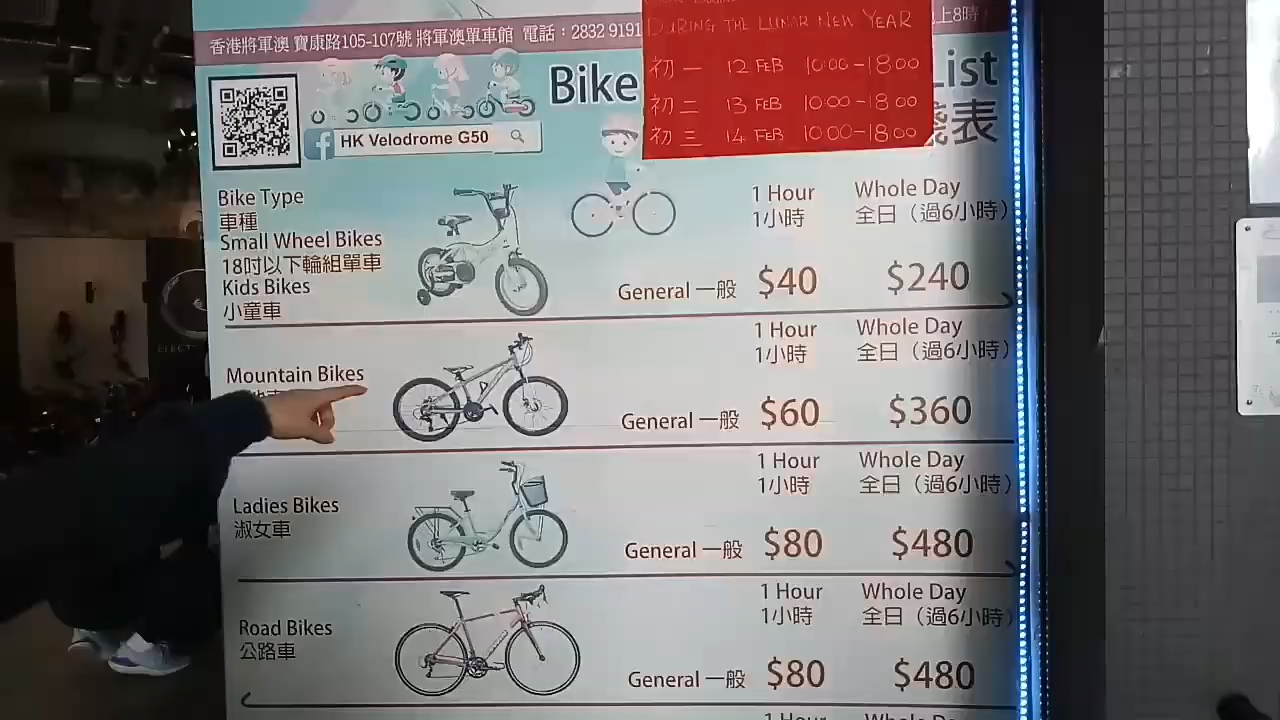 香港將軍澳 寶康路105-107號 將軍澳單車館 電話：2832 9191
上8時
DURING THE LUNAR NEW YEAR
初一 12 FEB 10:00-18:00
初二 13 FEB 10:00-18:00
初三 14 FEB 10:00-18:00
Bike List
錢表
HK Velodrome G50
Bike Type
車種
1 Hour Whole Day
1小時 全日（過6小時）
Small Wheel Bikes
18吋以下輪組單車
Kids Bikes
小童車
General 一般 $40 $240
Mountain Bikes
1 Hour Whole Day
1小時 全日（過6小時）
General 一般 $60 $360
Ladies Bikes
淑女車
1 Hour Whole Day
1小時 全日（過6小時）
General 一般 $80 $480
Road Bikes
公路車
1 Hour Whole Day
1小時 全日（過6小時）
General 一般 $80 $480
1 Hour Whole Day